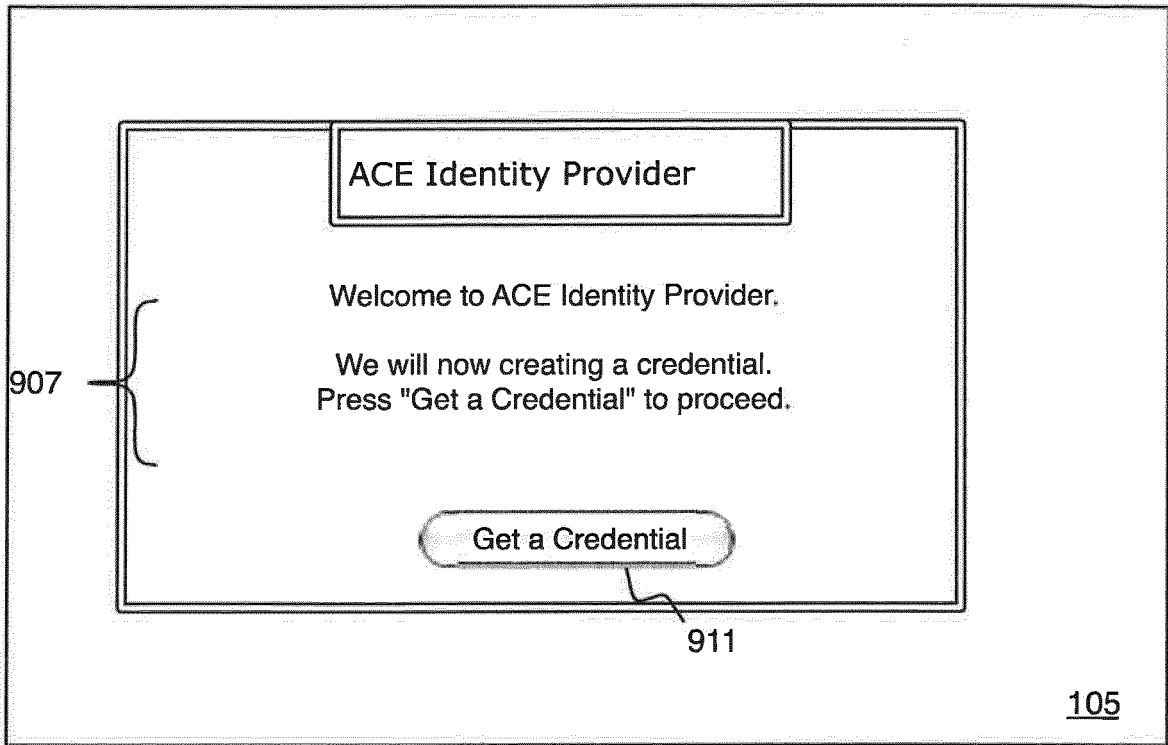 ACE Identity Provider
Welcome to ACE Identity Provider.
We will now creating a credential.
907
Press "Get a Credential" to proceed.
Get a Credential
911
105